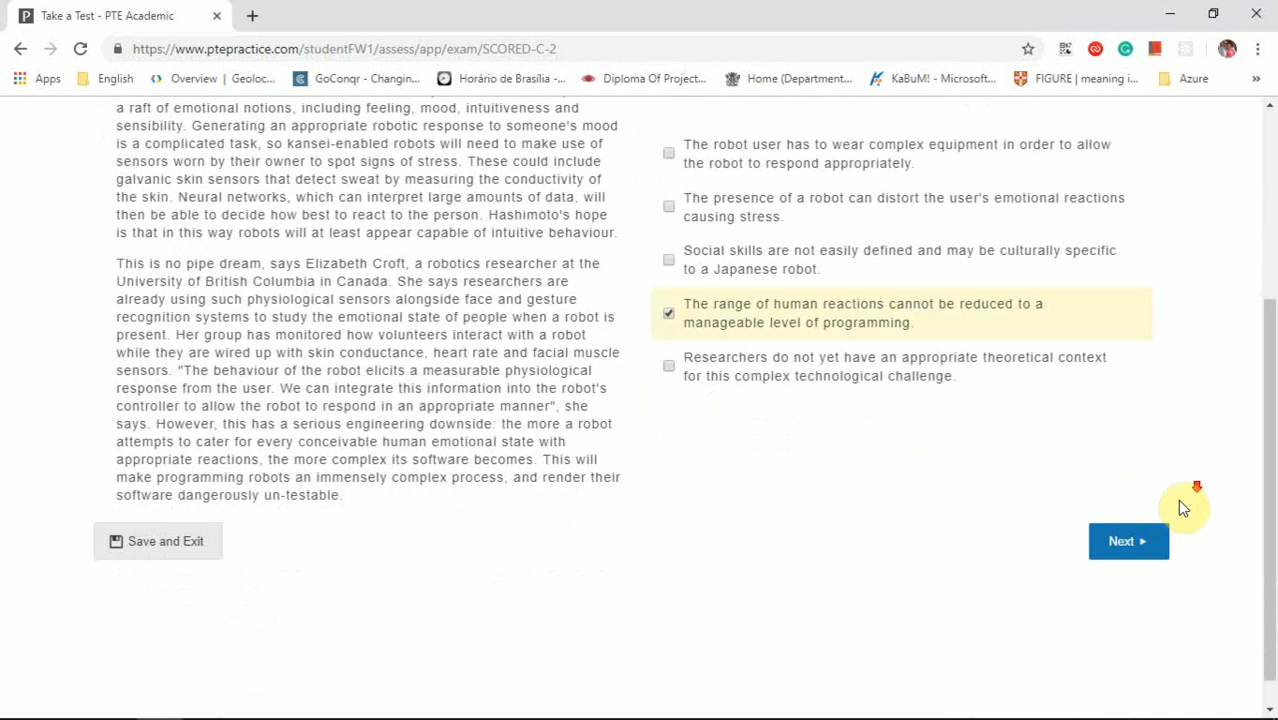 Take a Test - PTE Academic
https://www.ptepractice.com/studentFW1/assess/app/exam/SCORED-C-2
Apps English Overview | Geoloc... GoConqr - Changin... Horário de Brasília -... Diploma Of Project... Home (Department... KaBuM! - Microsoft... FIGURE | meaning i... Azure »
a raft of emotional notions, including feeling, mood, intuitiveness and
sensibility. Generating an appropriate robotic response to someone's mood
is a complicated task, so kansei-enabled robots will need to make use of
sensors worn by their owner to spot signs of stress. These could include
galvanic skin sensors that detect sweat by measuring the conductivity of
the skin. Neural networks, which can interpret large amounts of data, will
then be able to decide how best to react to the person. Hashimoto's hope
is that in this way robots will at least appear capable of intuitive behaviour.
This is no pipe dream, says Elizabeth Croft, a robotics researcher at the
University of British Columbia in Canada. She says researchers are
already using such physiological sensors alongside face and gesture
recognition systems to study the emotional state of people when a robot is
present. Her group has monitored how volunteers interact with a robot
while they are wired up with skin conductance, heart rate and facial muscle
sensors. "The behaviour of the robot elicits a measurable physiological
response from the user. We can integrate this information into the robot's
controller to allow the robot to respond in an appropriate manner", she
says. However, this has a serious engineering downside: the more a robot
attempts to cater for every conceivable human emotional state with
appropriate reactions, the more complex its software becomes. This will
make programming robots an immensely complex process, and render their
software dangerously un-testable.
The robot user has to wear complex equipment in order to allow
the robot to respond appropriately.
The presence of a robot can distort the user's emotional reactions
causing stress.
Social skills are not easily defined and may be culturally specific
to a Japanese robot.
The range of human reactions cannot be reduced to a
manageable level of programming.
Researchers do not yet have an appropriate theoretical context
for this complex technological challenge.
Save and Exit
Next